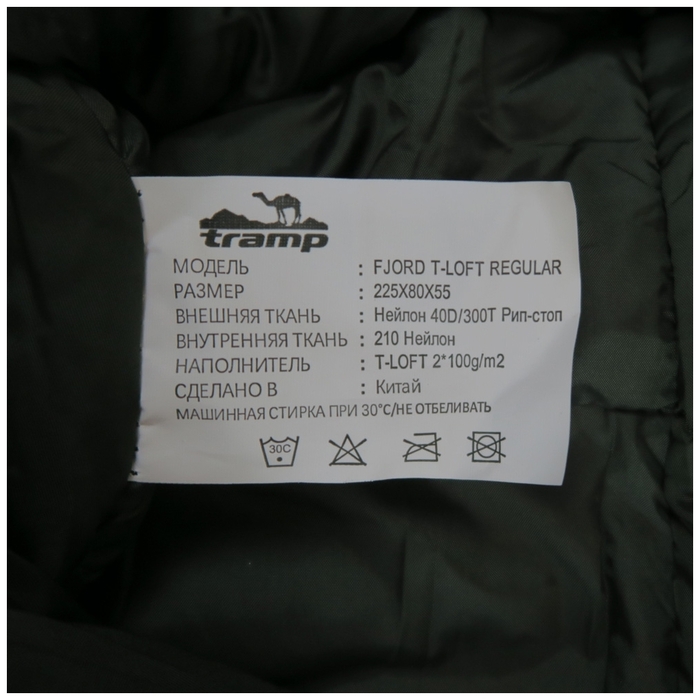 tramp
МОДЕЛЬ : FJORD T-LOFT REGULAR
РАЗМЕР : 225X80X55
ВНЕШНЯЯ ТКАНЬ : Нейлон 40D/300T Рип-стоп
ВНУТРЕННЯЯ ТКАНЬ : 210 Нейлон
НАПОЛНИТЕЛЬ : T-LOFT 2*100g/m2
СДЕЛАНО В : Китай
МАШИННАЯ СТИРКА ПРИ 30°C/НЕ ОТБЕЛИВАТЬ
30C